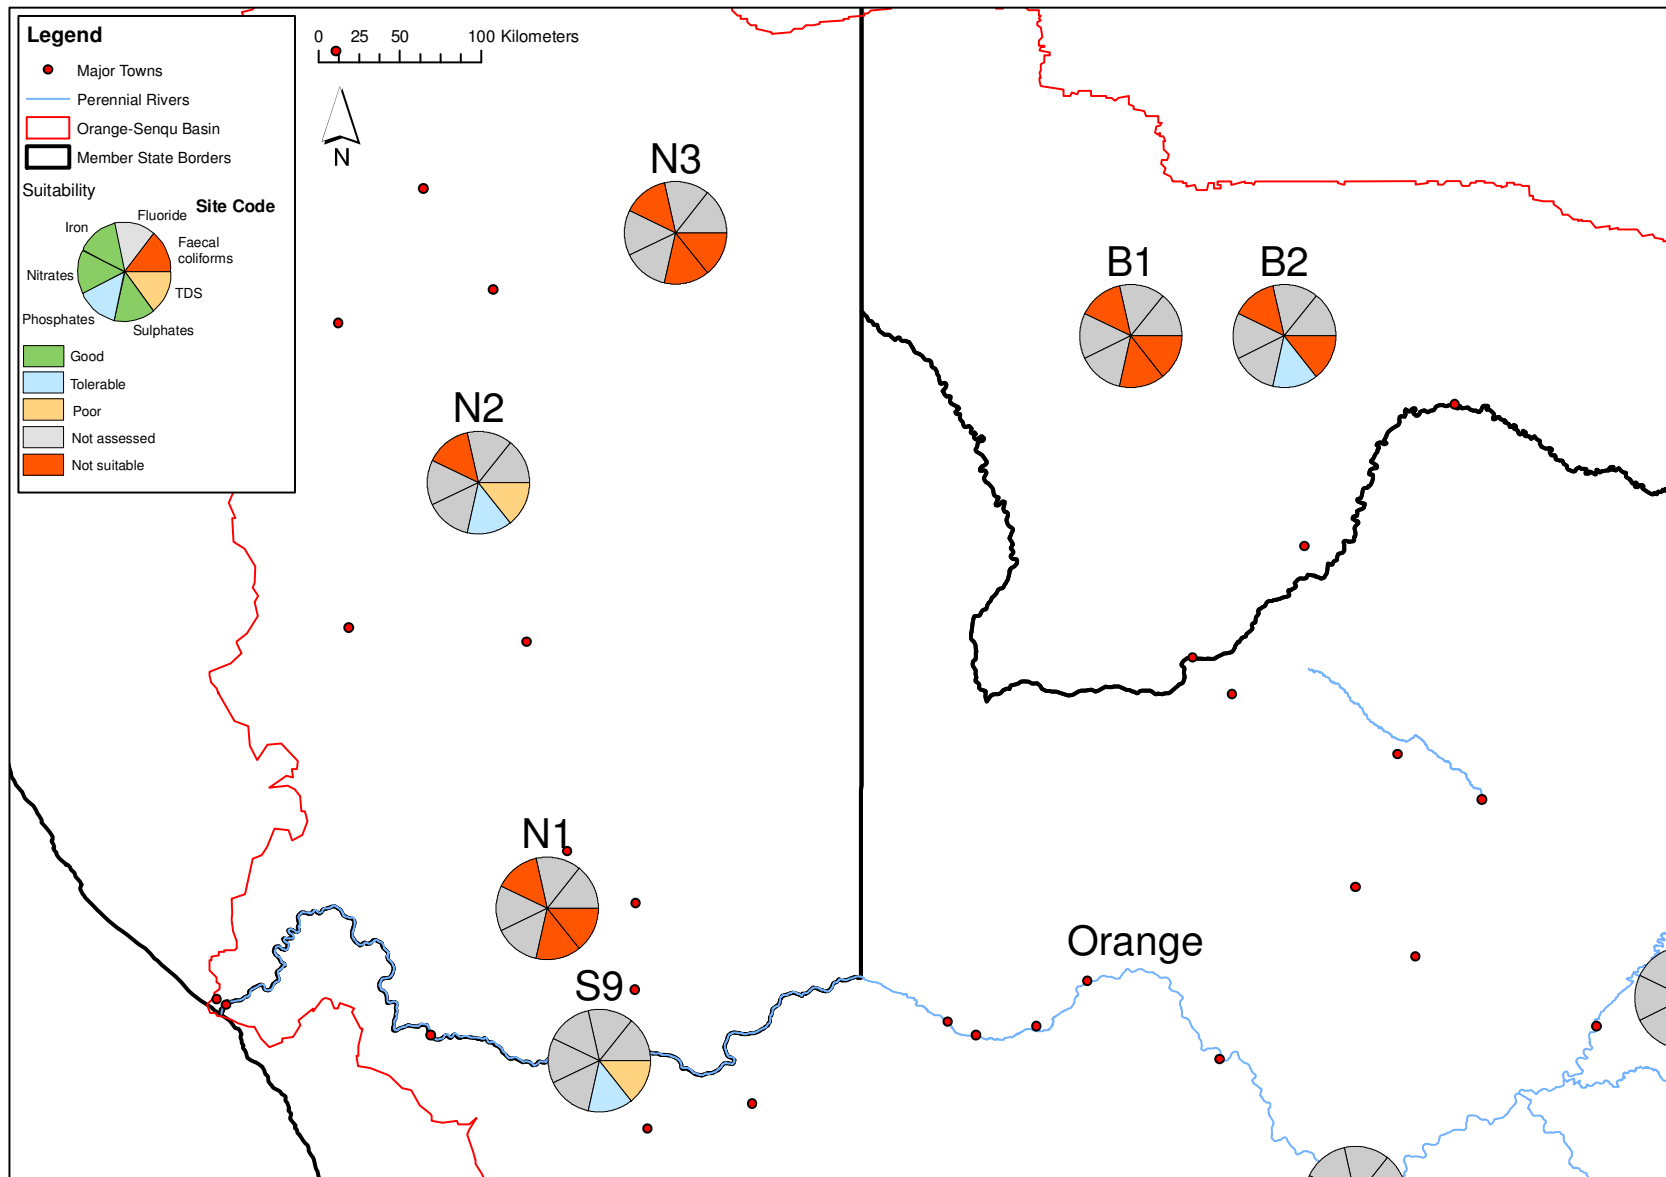 Legend
Major Towns
Perennial Rivers
Orange-Senqu Basin
Member State Borders
Suitability
Site Code
Fluoride
Iron
Faecal
coliforms
Nitrates
TDS
Phosphates
Sulphates
Good
Tolerable
Poor
Not assessed
Not suitable
0 25 50 100 Kilometers
N
N3
B1
B2
N2
N1
S9
Orange